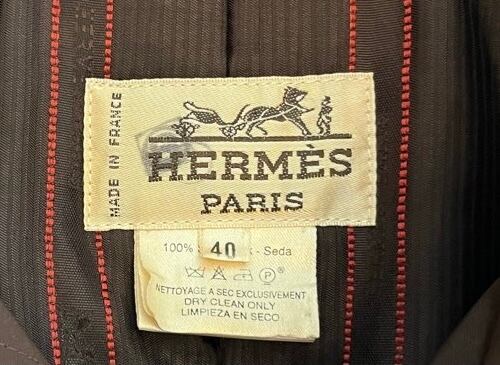 MADE IN FRANCE
HERMÈS
PARIS
100%
40
- Seda
NETTOYAGE A SEC EXCLUSIVEMENT
DRY CLEAN ONLY
LIMPIEZA EN SECO